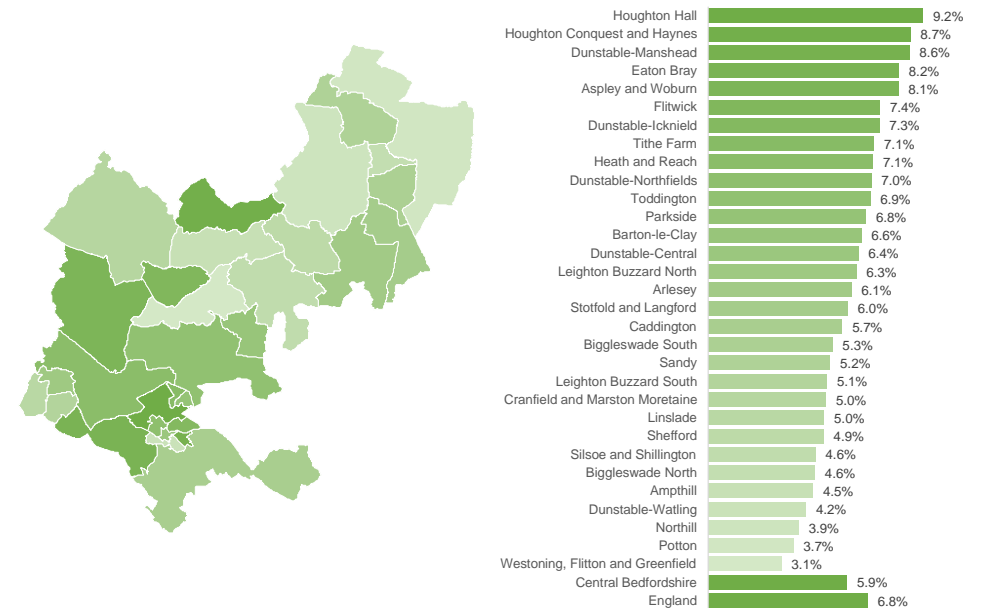 Houghton Hall 9.2%
Houghton Conquest and Haynes 8.7%
Dunstable-Manshead 8.6%
Eaton Bray 8.2%
Aspley and Woburn 8.1%
Flitwick 7.4%
Dunstable-Icknield 7.3%
Tithe Farm 7.1%
Heath and Reach 7.1%
Dunstable-Northfields 7.0%
Toddington 6.9%
Parkside 6.8%
Barton-le-Clay 6.6%
Dunstable-Central 6.4%
Leighton Buzzard North 6.3%
Arlesey 6.1%
Stotfold and Langford 6.0%
Caddington 5.7%
Biggleswade South 5.3%
Sandy 5.2%
Leighton Buzzard South 5.1%
Cranfield and Marston Moretaine 5.0%
Linslade 5.0%
Shefford 4.9%
Silsoe and Shillington 4.6%
Biggleswade North 4.6%
Ampthill 4.5%
Dunstable-Watling 4.2%
Northill 3.9%
Potton 3.7%
Westoning, Flitton and Greenfield 3.1%
Central Bedfordshire 5.9%
England 6.8%